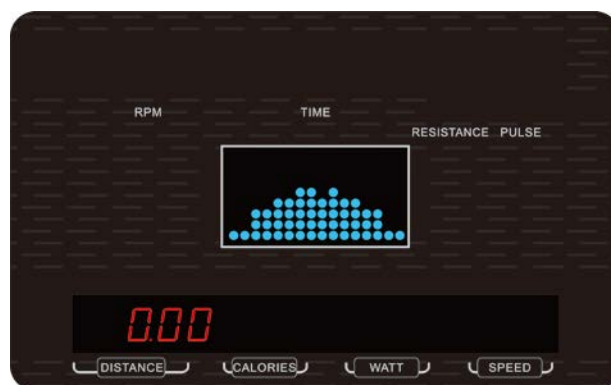 RPM TIME
RESISTANCE PULSE
0.00
DISTANCE CALORIES WATT SPEED